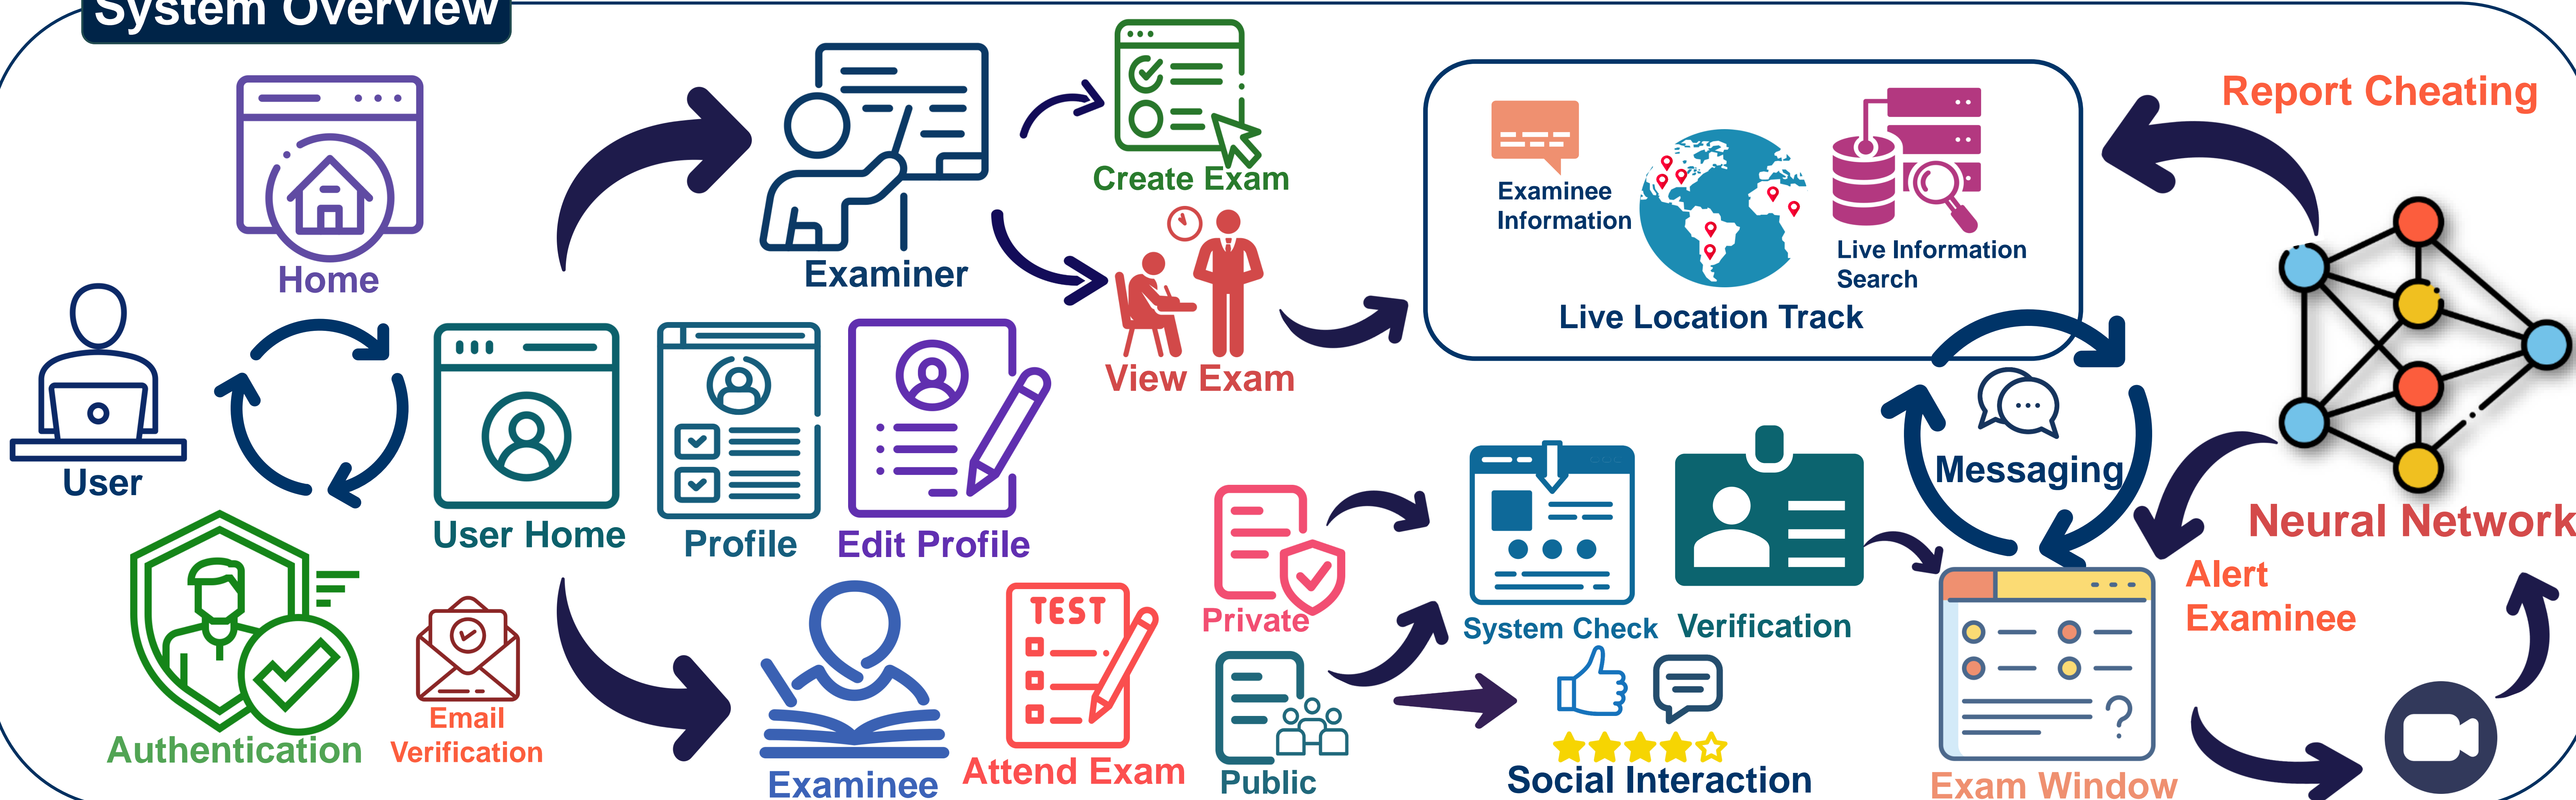 System Overview
Home
User
Authentication
Email
Verification
User Home
Profile
Edit Profile
Examiner
Create Exam
View Exam
Examinee
TEST
Attend Exam
Private
Public
Examinee
Information
Live Information
Search
Live Location Track
System Check
Verification
Social Interaction
Messaging
Exam Window
Report Cheating
Neural Network
Alert
Examinee